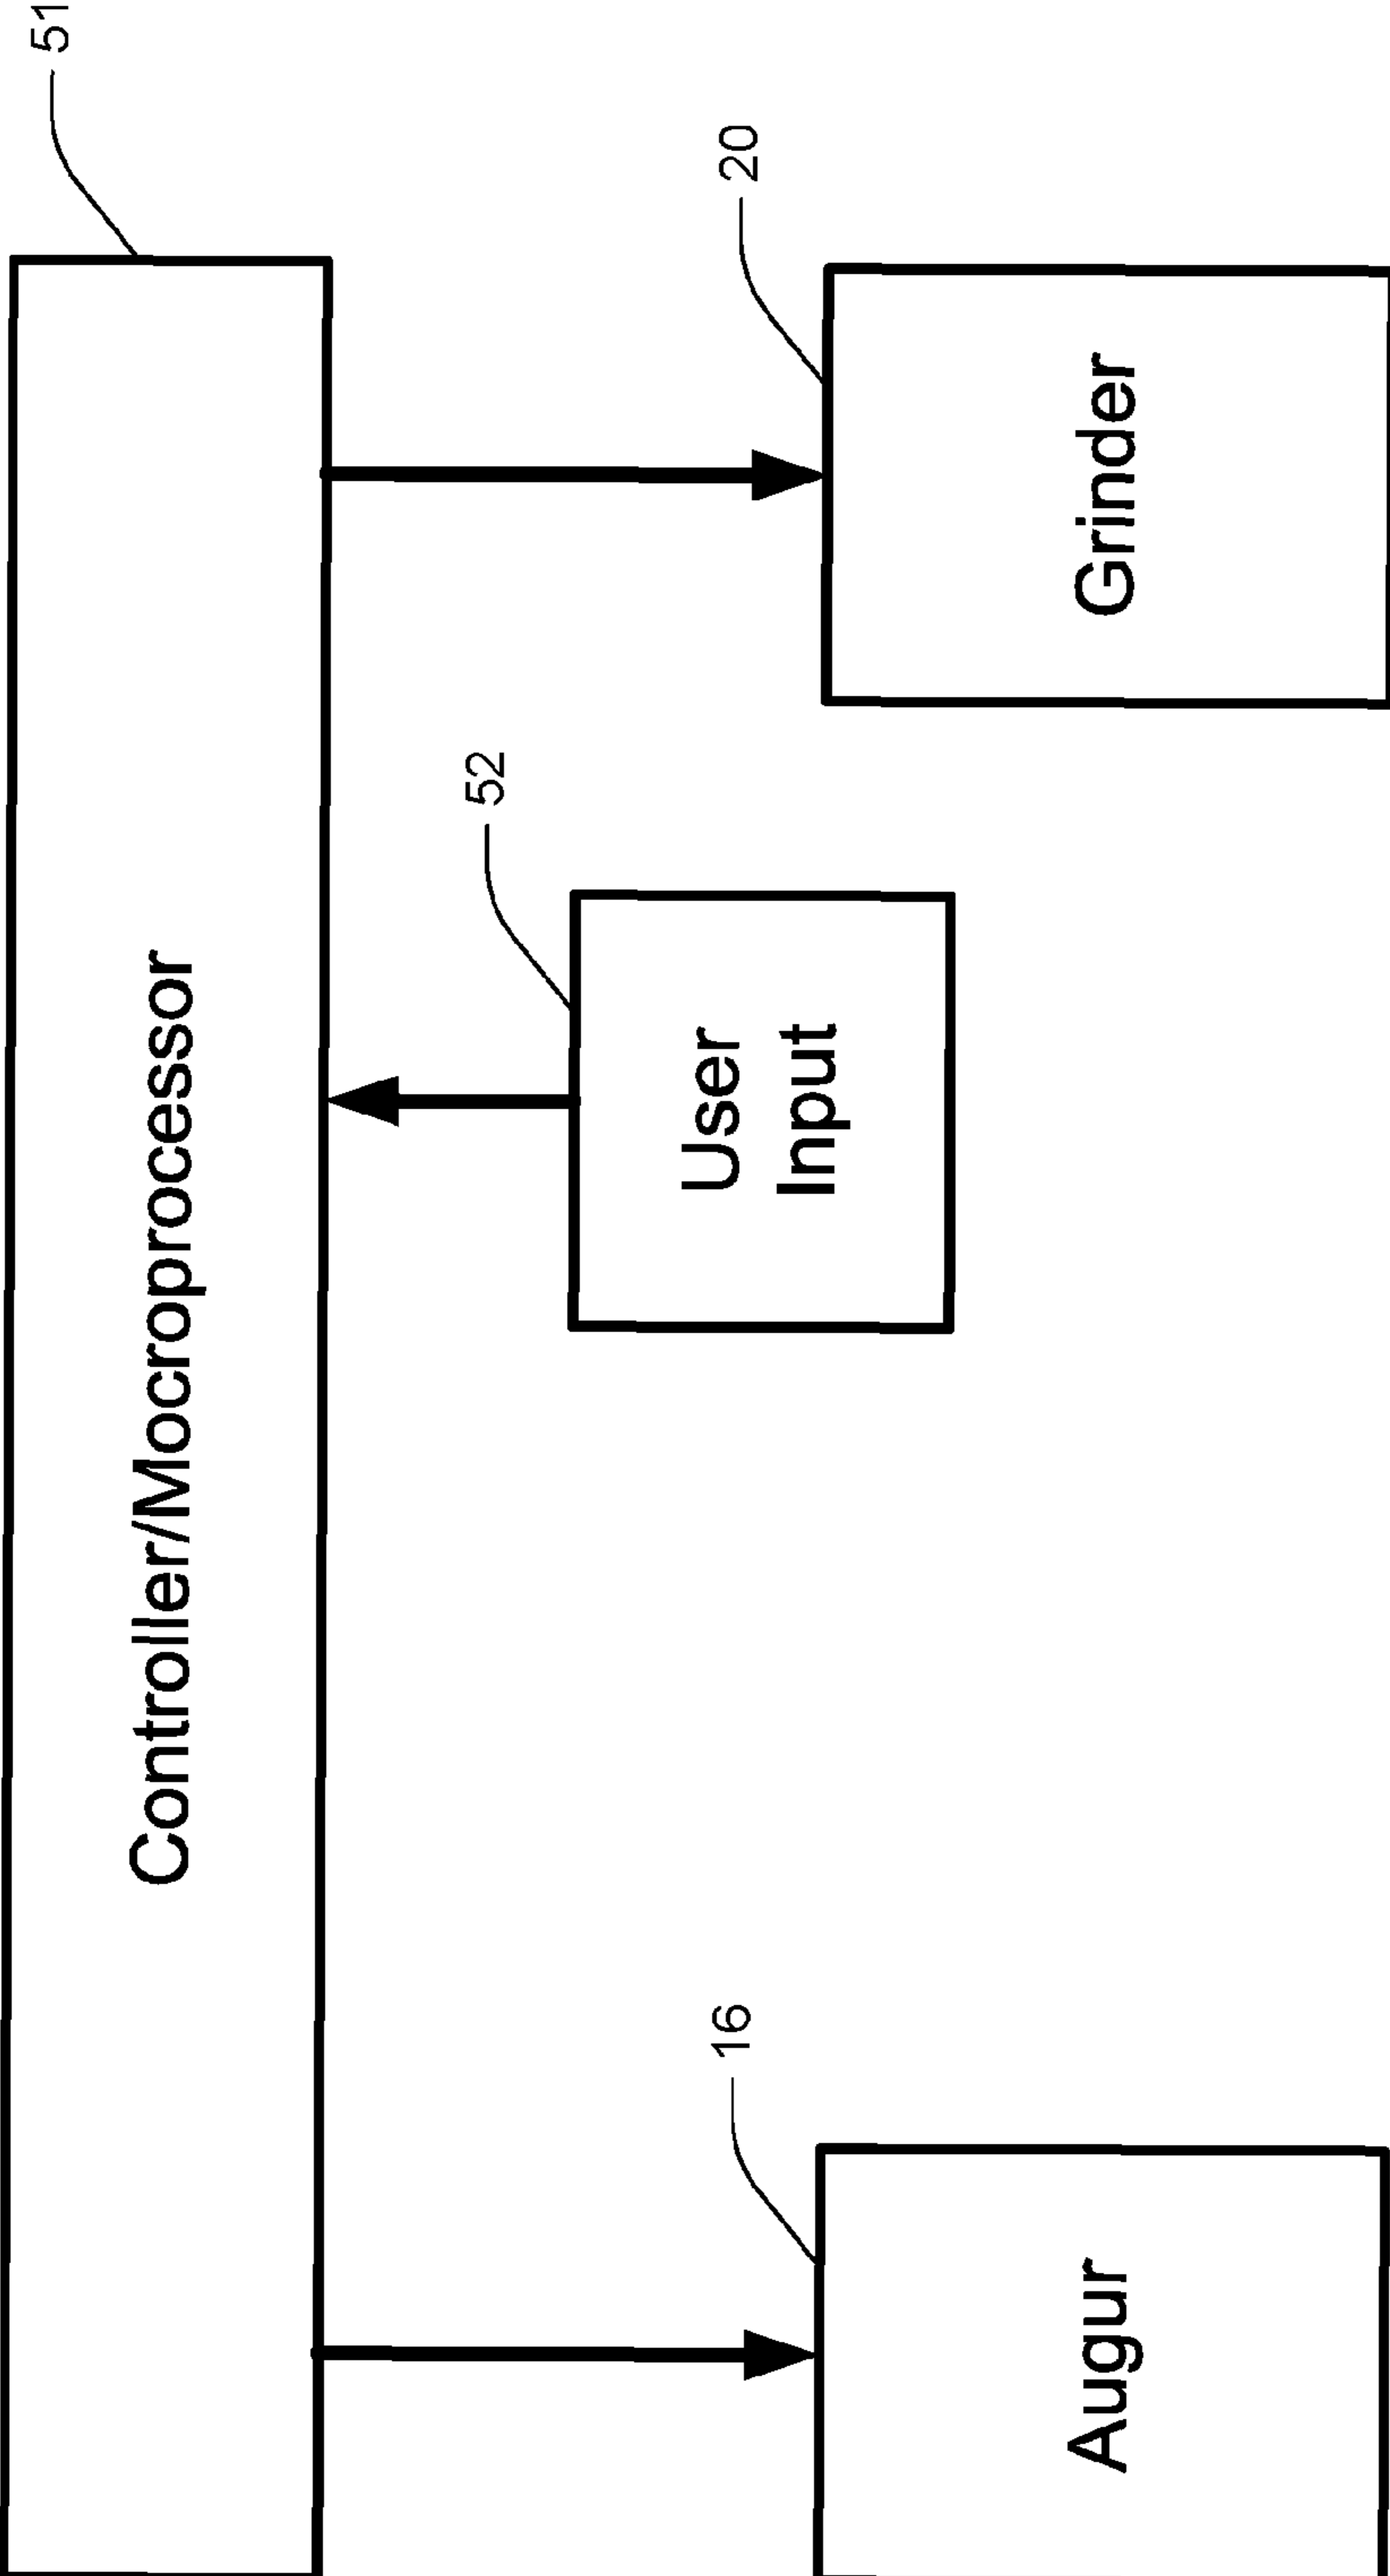 51
Controller/Mocroprocessor
16
52
20
Augur
User
Input
Grinder